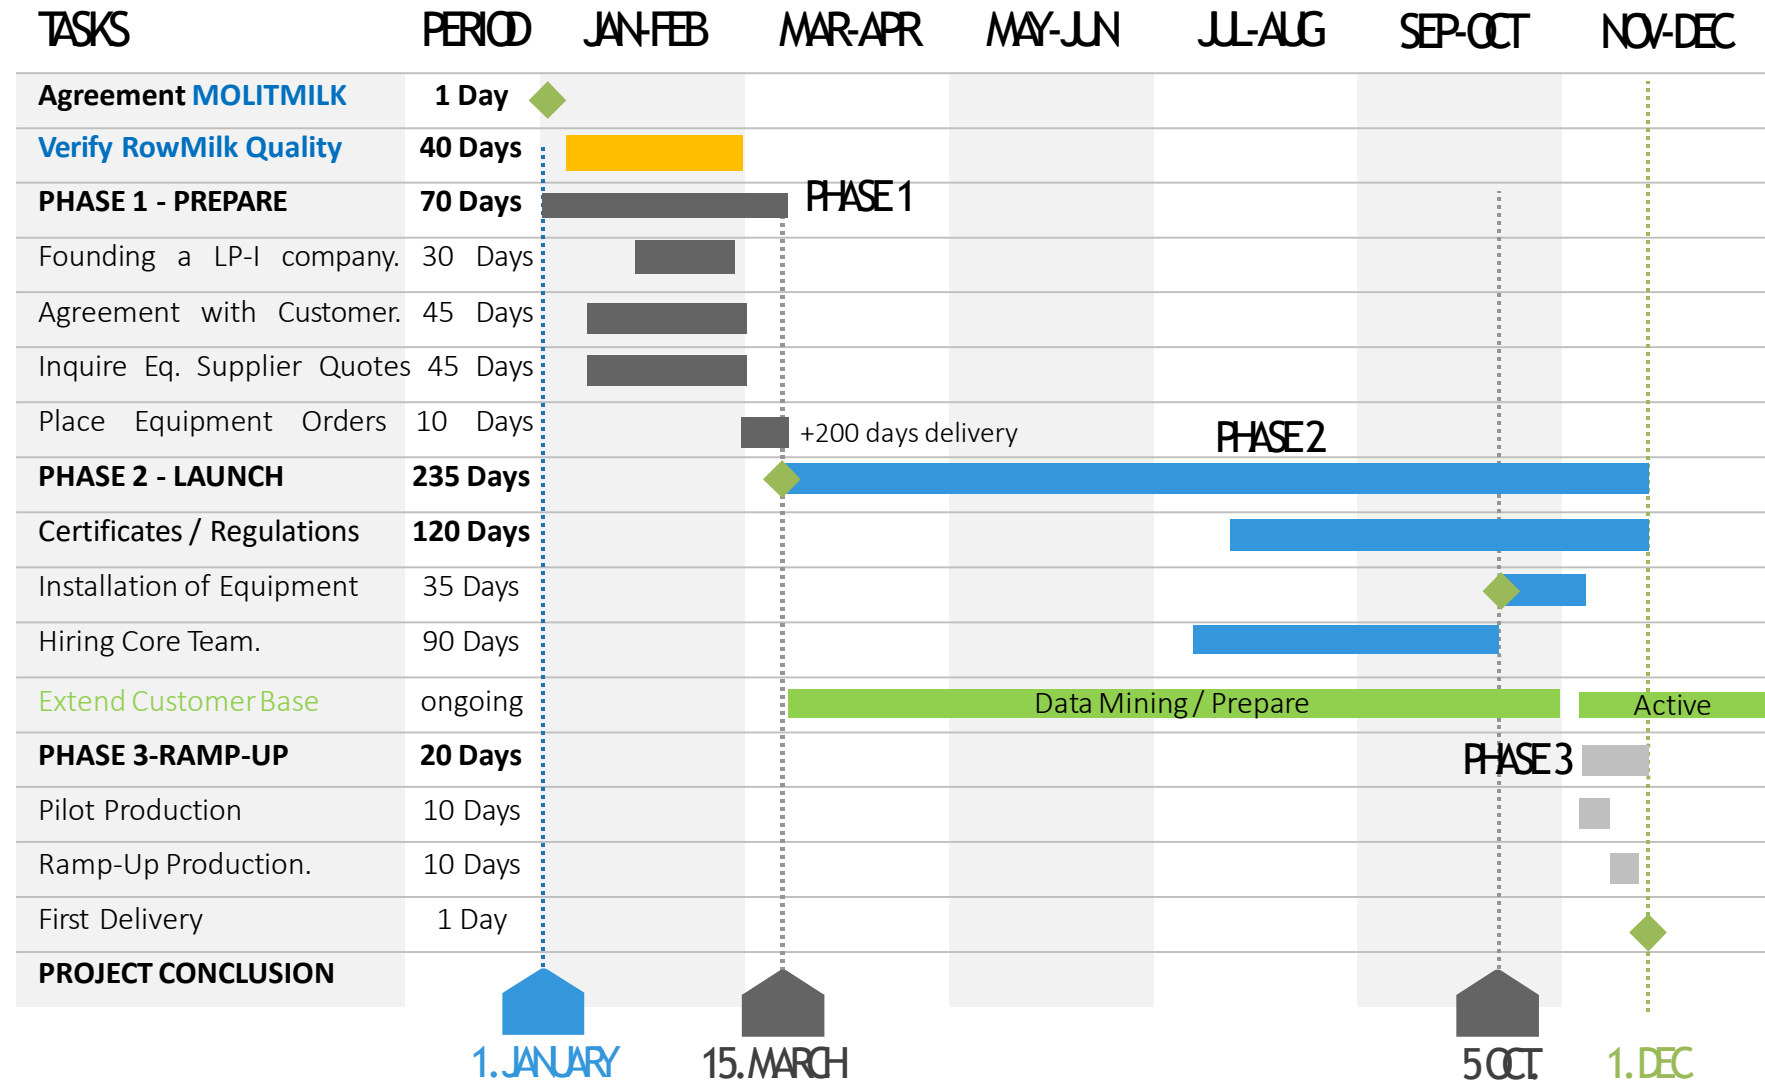 TASKS PERIOD JAN-FEB MAR-APR MAY-JUN JUL-AUG SEP-OCT NOV-DEC
Agreement MOLITMILK 1 Day
Verify RowMilk Quality 40 Days
PHASE 1 - PREPARE 70 Days PHASE 1
Founding a LP-I company. 30 Days
Agreement with Customer. 45 Days
Inquire Eq. Supplier Quotes 45 Days
Place Equipment Orders 10 Days +200 days delivery PHASE 2
PHASE 2 - LAUNCH 235 Days
Certificates / Regulations 120 Days
Installation of Equipment 35 Days
Hiring Core Team. 90 Days
Extend Customer Base ongoing Data Mining / Prepare Active
PHASE 3-RAMP-UP 20 Days PHASE 3
Pilot Production 10 Days
Ramp-Up Production. 10 Days
First Delivery 1 Day
PROJECT CONCLUSION
1. JANUARY 15. MARCH 5 OCT. 1. DEC